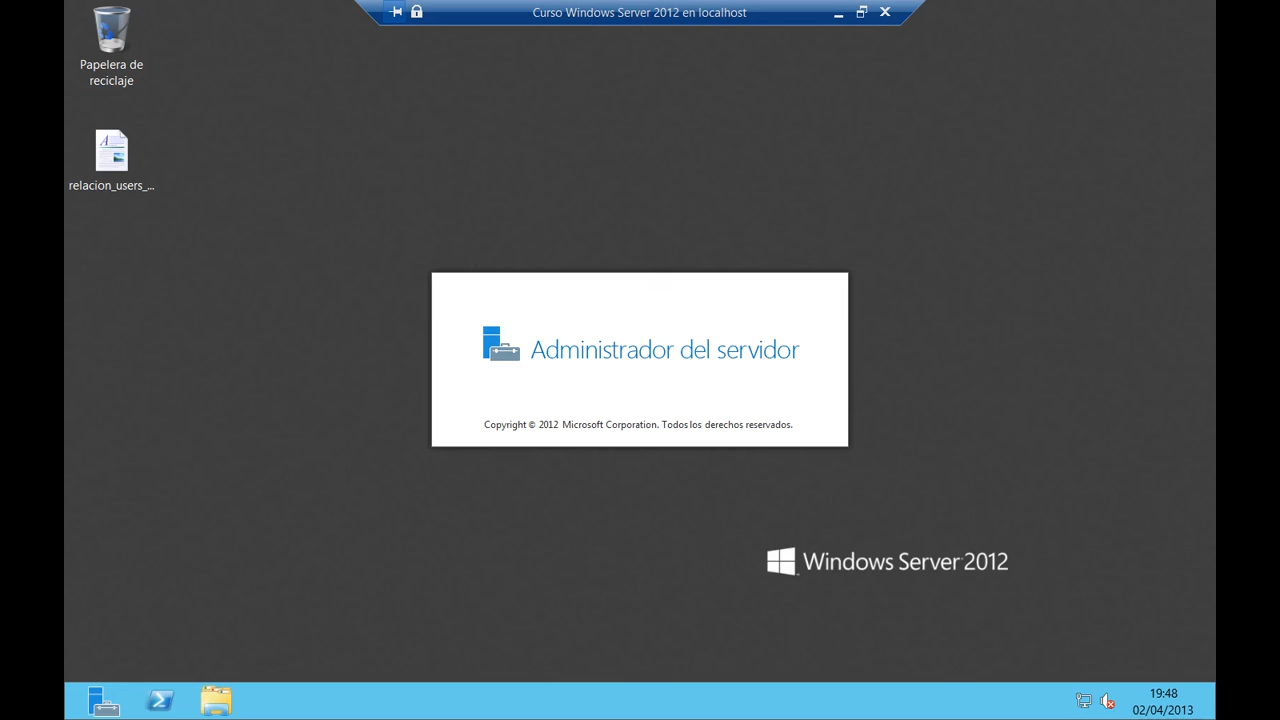 Curso Windows Server 2012 en localhost
Papelera de
reciclaje
relacion_users_...
Administrador del servidor
Copyright © 2012 Microsoft Corporation. Todos los derechos reservados.
Windows Server 2012
19:48
02/04/2013